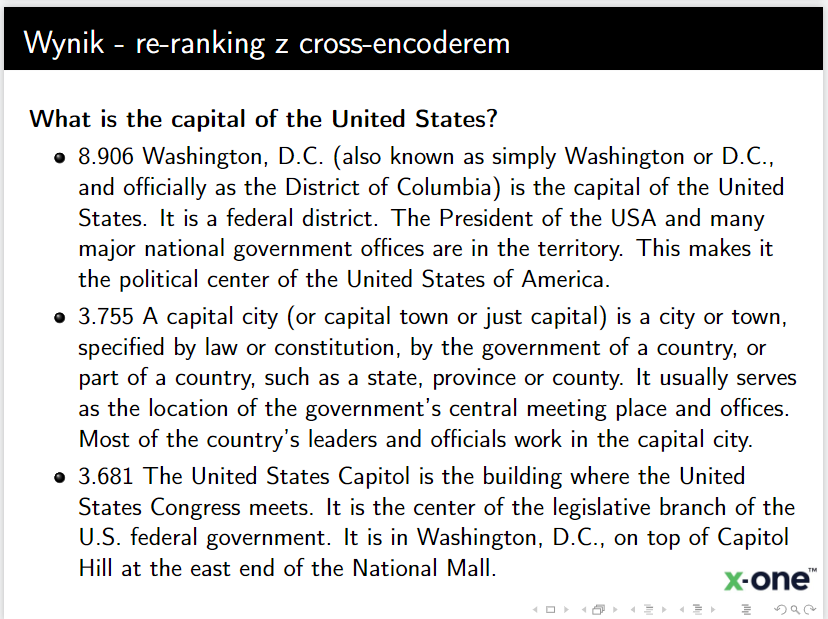 Wynik - re-ranking z cross-encoderem
What is the capital of the United States?
8.906 Washington, D.C. (also known as simply Washington or D.C.,
and officially as the District of Columbia) is the capital of the United
States. It is a federal district. The President of the USA and many
major national government offices are in the territory. This makes it
the political center of the United States of America.
3.755 A capital city (or capital town or just capital) is a city or town,
specified by law or constitution, by the government of a country, or
part of a country, such as a state, province or county. It usually serves
as the location of the government's central meeting place and offices.
Most of the country's leaders and officials work in the capital city.
3.681 The United States Capitol is the building where the United
States Congress meets. It is the center of the legislative branch of the
U.S. federal government. It is in Washington, D.C., on top of Capitol
Hill at the east end of the National Mall.
x-one™